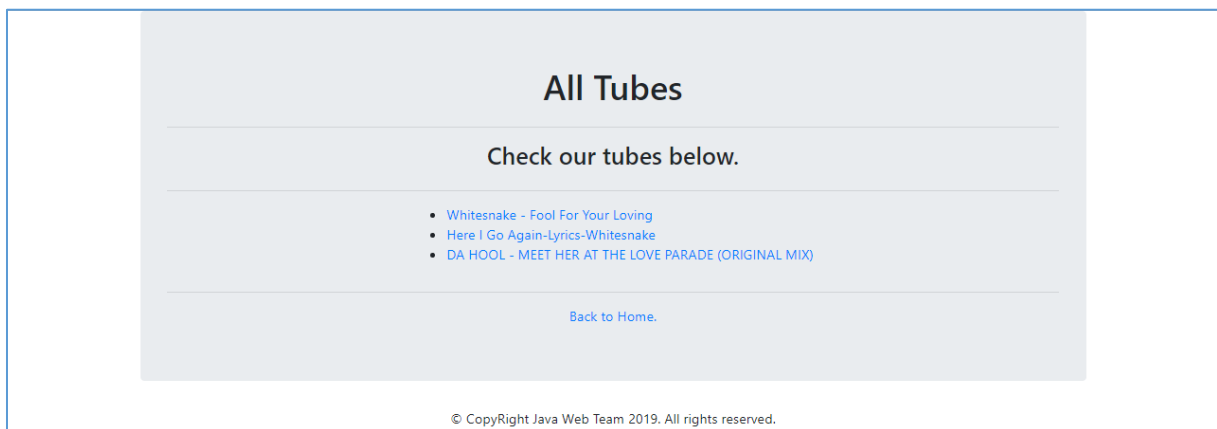 All Tubes
Check our tubes below.
Whitesnake - Fool For Your Loving
Here I Go Again-Lyrics-Whitesnake
DA HOOL - MEET HER AT THE LOVE PARADE (ORIGINAL MIX)
Back to Home.
© CopyRight Java Web Team 2019. All rights reserved.